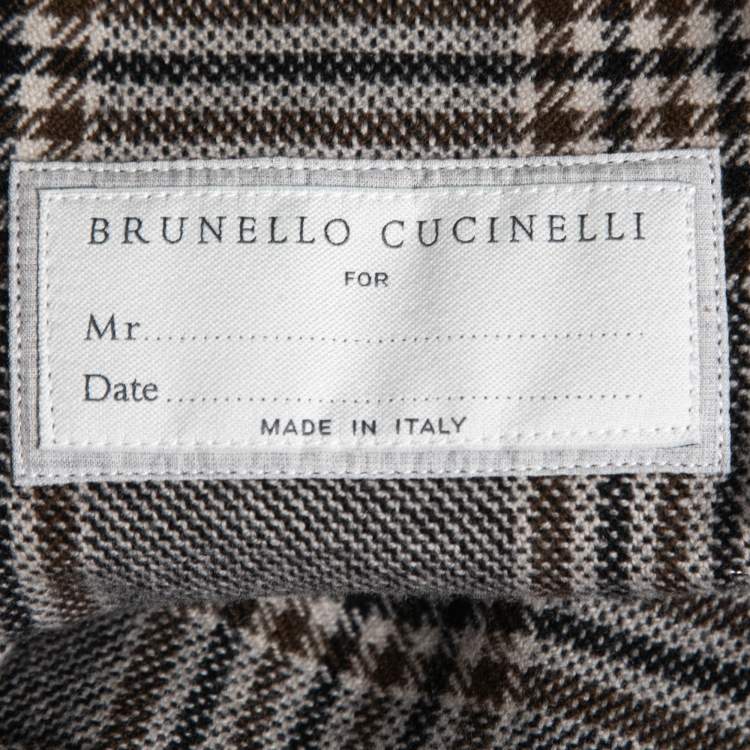 BRUNELLO CUCINELLI
FOR
Mr.......................................................
Date.....................................................
MADE IN ITALY